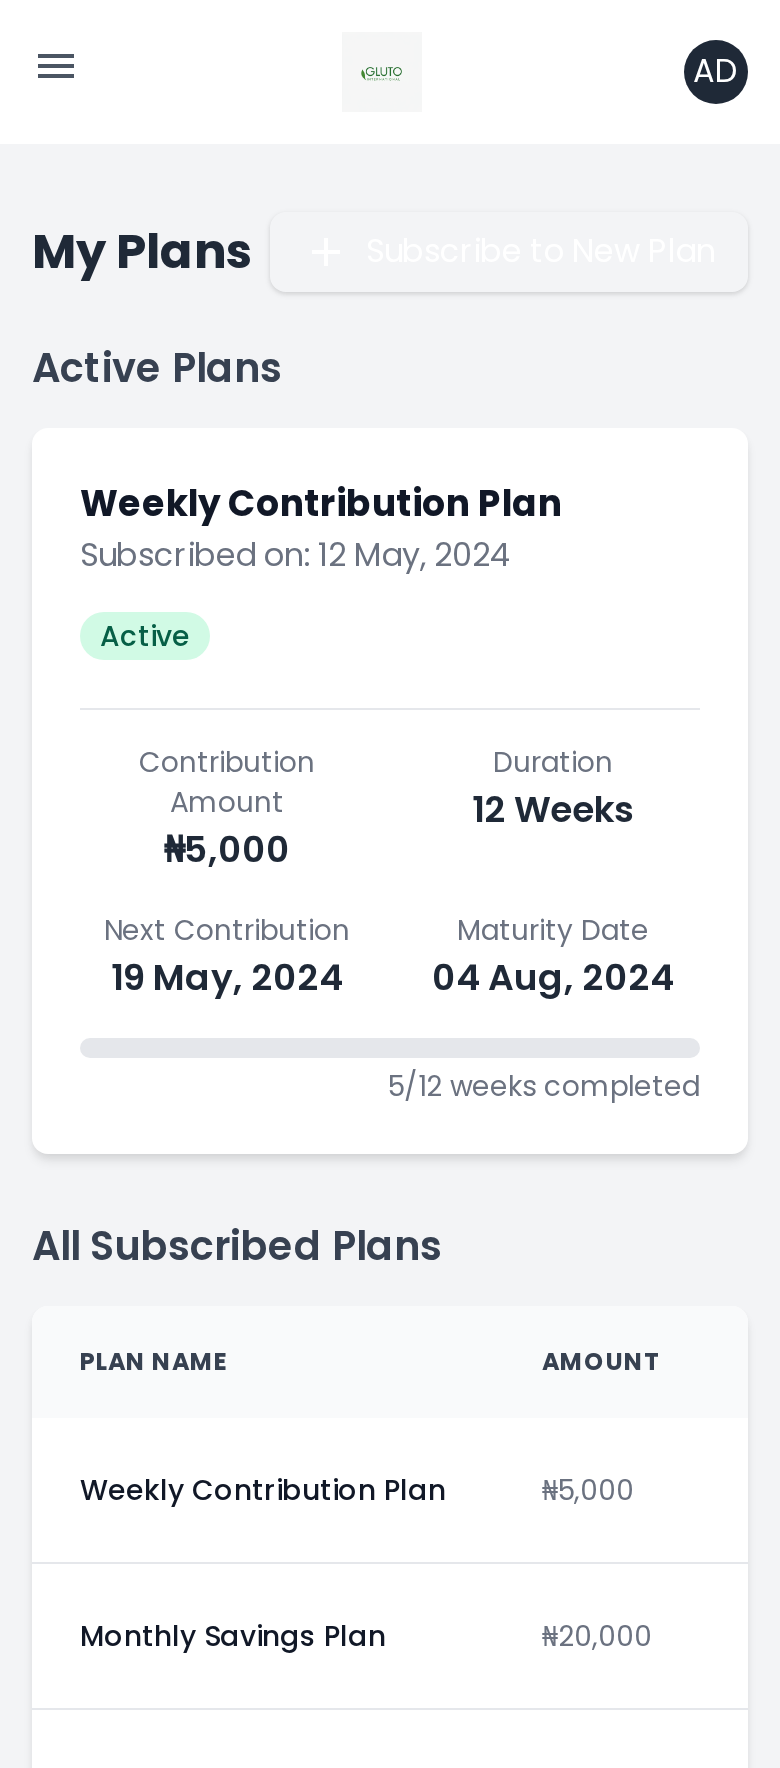 GLUTO
INTERNATIONAL
AD
My Plans
Subscribe to New Plan
Active Plans
Weekly Contribution Plan
Subscribed on: 12 May, 2024
Active
Contribution
Amount
₦5,000
Duration
12 Weeks
Next Contribution
19 May, 2024
Maturity Date
04 Aug, 2024
5/12 weeks completed
All Subscribed Plans
PLAN NAME AMOUNT
Weekly Contribution Plan ₦5,000
Monthly Savings Plan ₦20,000